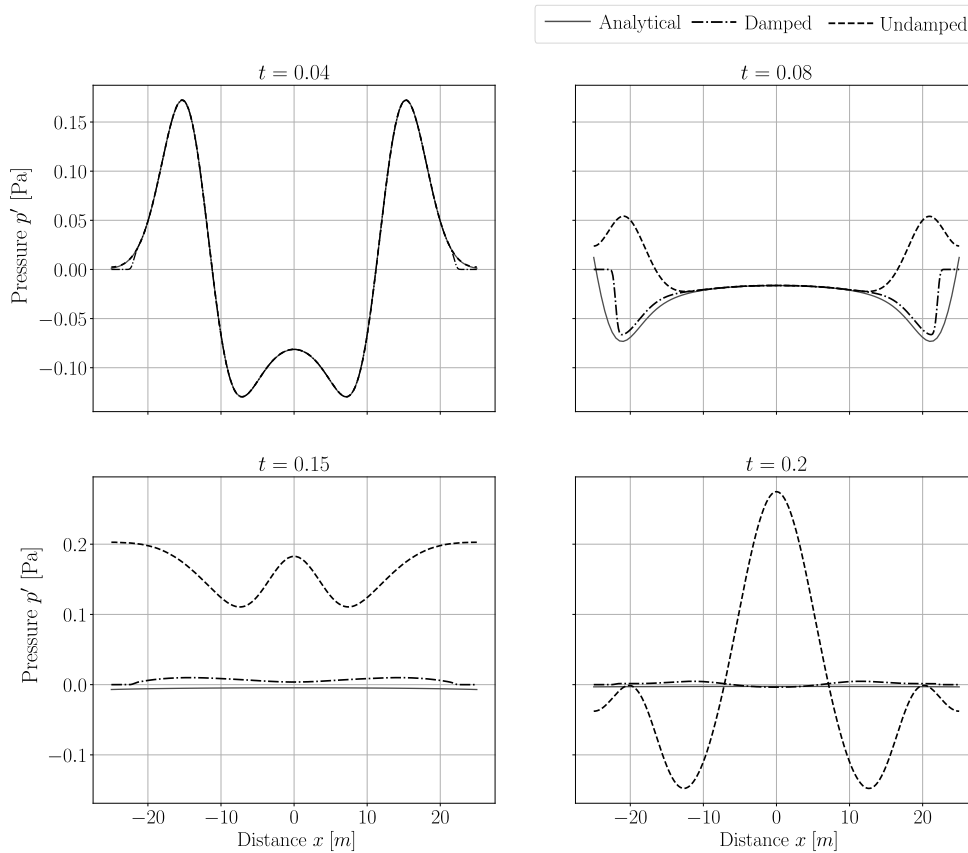 Analytical Damped Undamped
t = 0.04
t = 0.08
Pressure p′ [Pa]
0.15
0.10
0.05
0.00
−0.05
−0.10
t = 0.15
t = 0.2
Pressure p′ [Pa]
0.2
0.1
0.0
−0.1
−20 −10 0 10 20
−20 −10 0 10 20
Distance x [m]
Distance x [m]